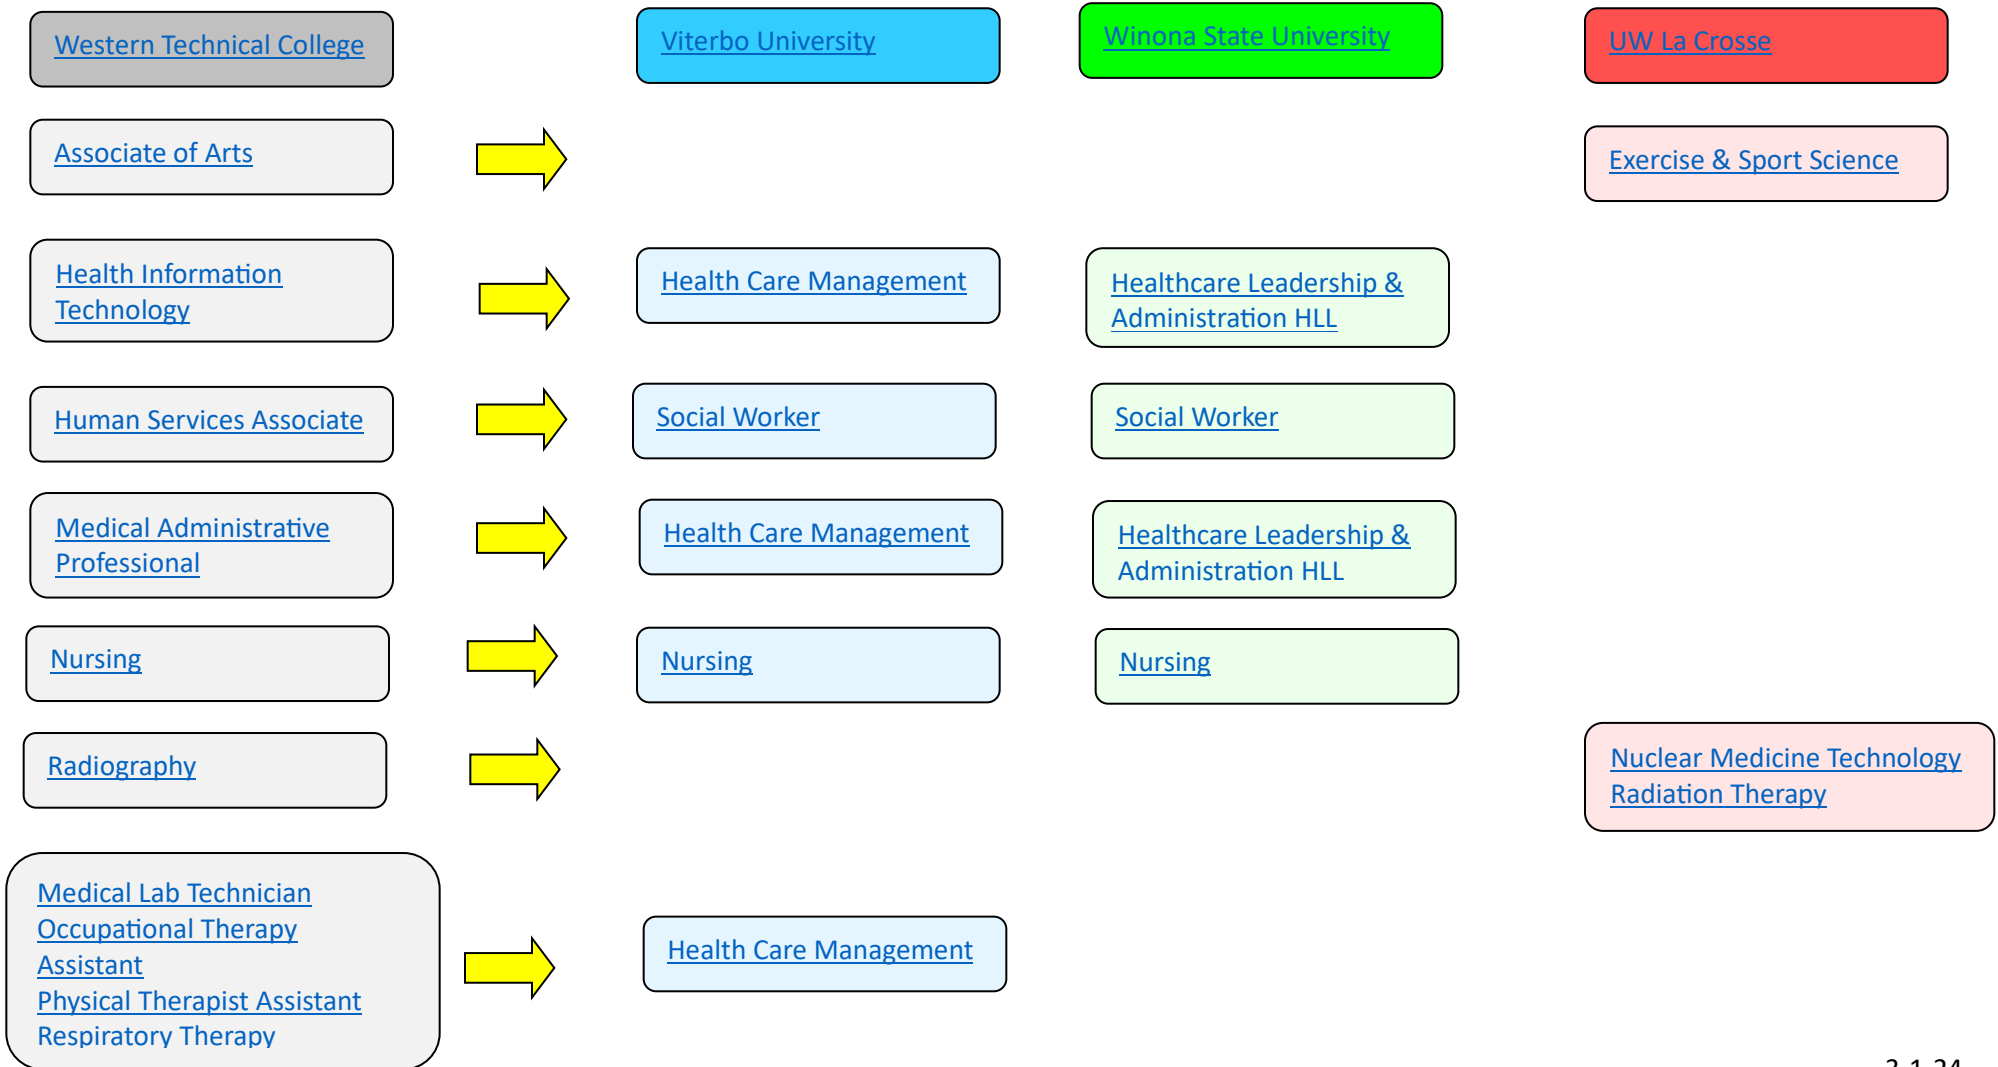 Western Technical College
Viterbo University
Winona State University
UW La Crosse
Associate of Arts
Exercise & Sport Science
Health Information
Technology
Health Care Management
Healthcare Leadership &
Administration HLL
Human Services Associate
Social Worker
Social Worker
Medical Administrative
Professional
Health Care Management
Healthcare Leadership &
Administration HLL
Nursing
Nursing
Nursing
Radiography
Nuclear Medicine Technology
Radiation Therapy
Medical Lab Technician
Occupational Therapy
Assistant
Physical Therapist Assistant
Respiratory Therapy
Health Care Management
3-1-24